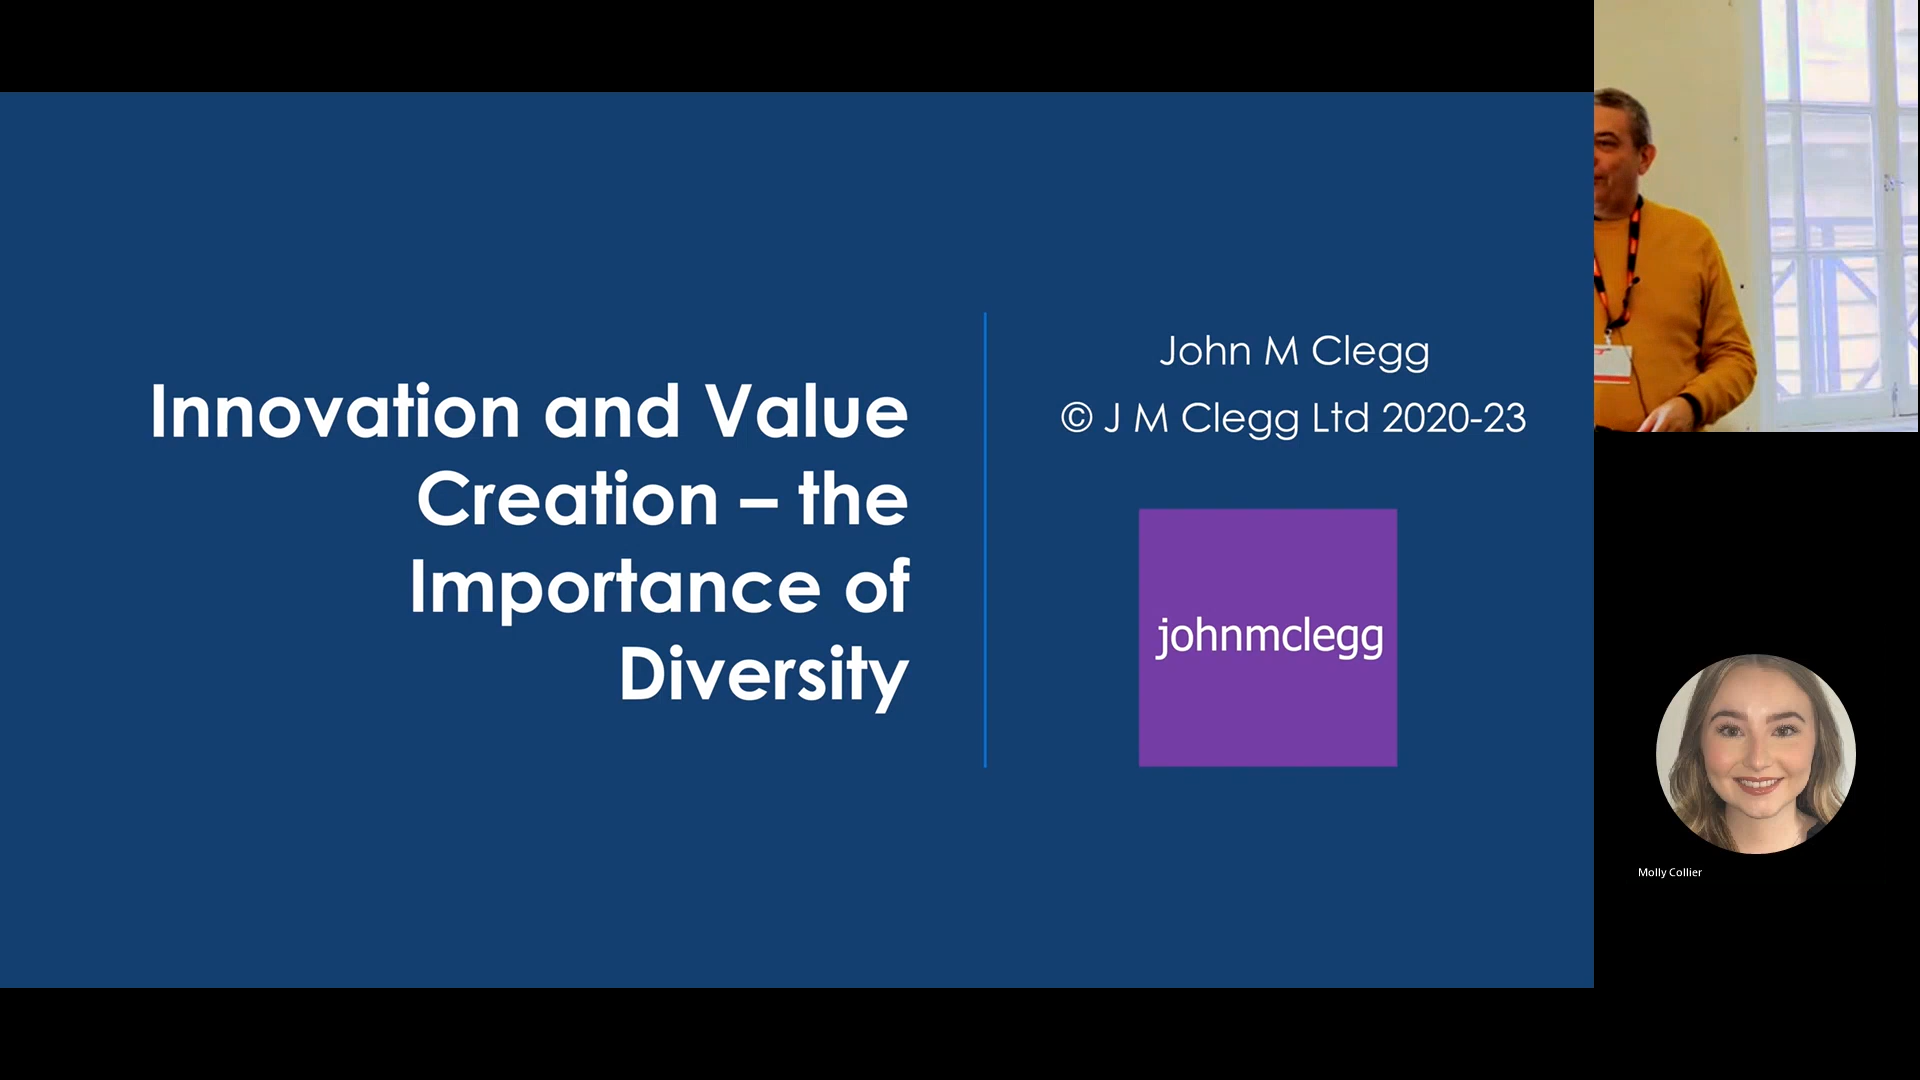 Innovation and Value
Creation – the
Importance of
Diversity
John M Clegg
© J M Clegg Ltd 2020-23
johnmclegg
Molly Collier